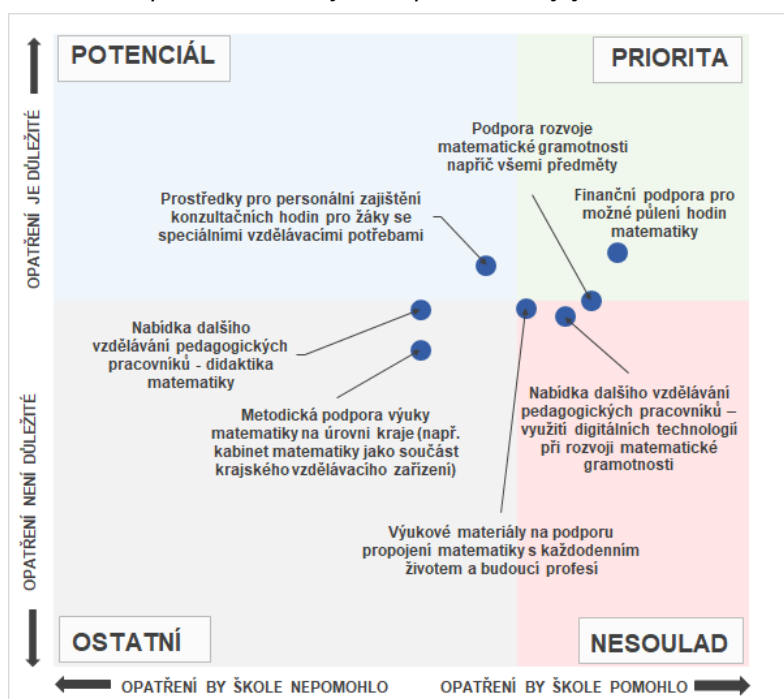 POTENCIÁL
PRIORITA
Podpora rozvoje
matematické gramotnosti
napříč všemi předměty
Prostředky pro personální zajištění
konzultačních hodin pro žáky se
speciálními vzdělávacími potřebami
Finanční podpora pro
možné půlení hodin
matematiky
Nabídka dalšího
vzdělávání pedagogických
pracovníků - didaktika
matematiky
Metodická podpora výuky
matematiky na úrovni kraje (např.
kabinet matematiky jako součást
krajského vzdělávacího zařízení)
Nabídka dalšího vzdělávání
pedagogických pracovníků –
využití digitálních technologií
při rozvoji matematické
gramotnosti
Výukové materiály na podporu
propojení matematiky s každodenním
životem a budoucí profesí
OSTATNÍ
NESOULAD
OPATŘENÍ JE DŮLEŽITÉ
OPATŘENÍ NENÍ DŮLEŽITÉ
OPATŘENÍ BY ŠKOLE NEPOMOHLO
OPATŘENÍ BY ŠKOLE POMOHLO